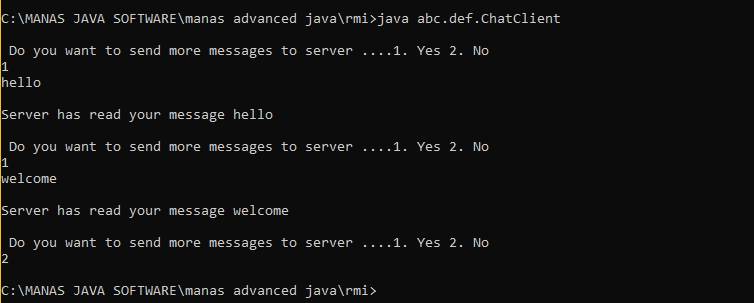 C:\MANAS JAVA SOFTWARE\manas advanced java\rmi>java abc.def.ChatClient
Do you want to send more messages to server ....1. Yes 2. No
1
hello
Server has read your message hello
Do you want to send more messages to server ....1. Yes 2. No
1
welcome
Server has read your message welcome
Do you want to send more messages to server ....1. Yes 2. No
2
C:\MANAS JAVA SOFTWARE\manas advanced java\rmi>